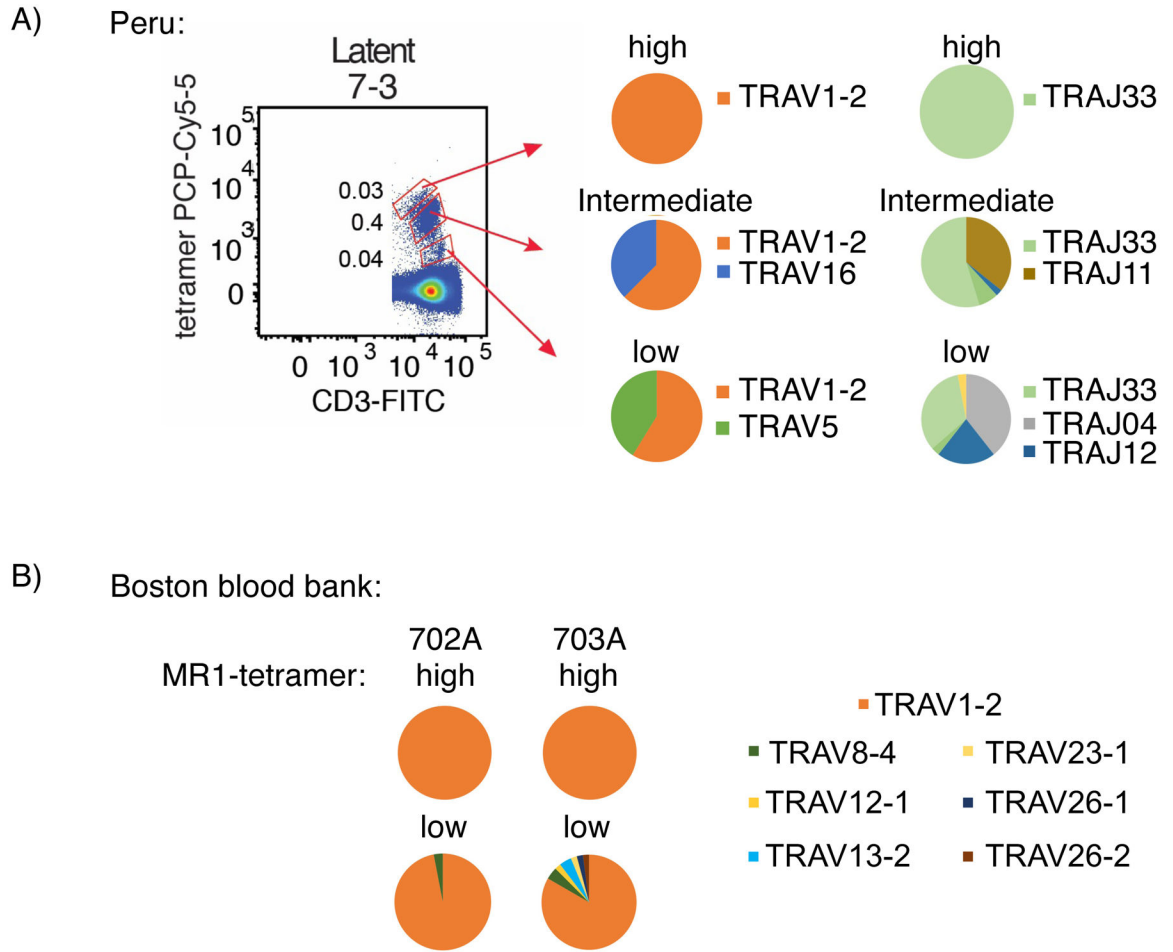 A)
Peru:
Latent
7-3
tetramer PCP-Cy5-5
10^5
10^4
10^3
0
0.03
0.4
0.04
0 10^3 10^4 10^5
CD3-FITC
high
TRAV1-2
high
TRAJ33
Intermediate
TRAV1-2
TRAV16
Intermediate
TRAJ33
TRAJ11
low
TRAV1-2
TRAV5
low
TRAJ33
TRAJ04
TRAJ12
B)
Boston blood bank:
702A 703A
MR1-tetramer: high high
low low
TRAV1-2
TRAV8-4 TRAV23-1
TRAV12-1 TRAV26-1
TRAV13-2 TRAV26-2